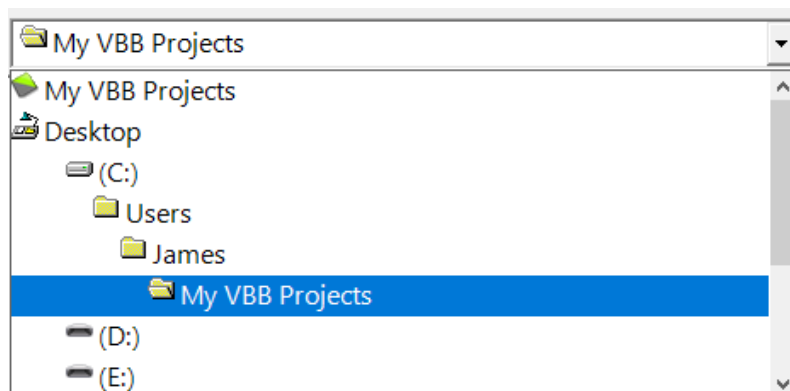 My VBB Projects
My VBB Projects
Desktop
(C:)
Users
James
My VBB Projects
(D:)
(E:)